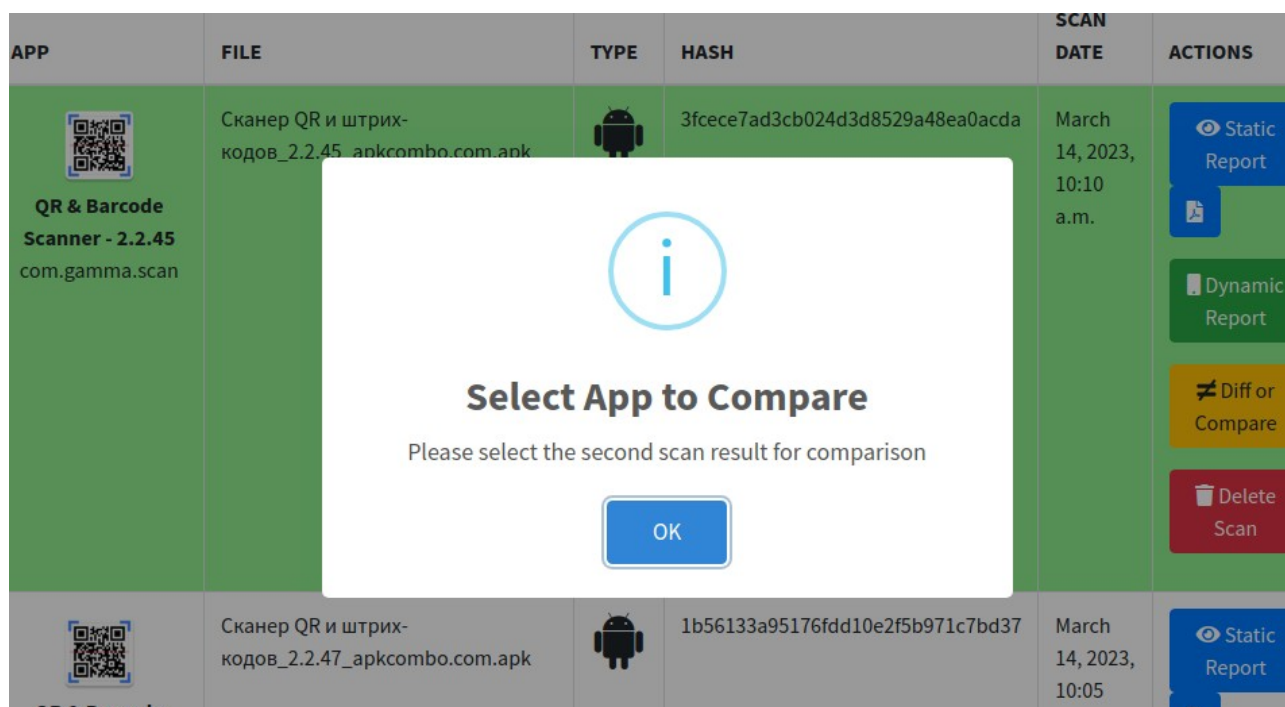 APP
FILE
TYPE
HASH
SCAN
DATE
ACTIONS
QR & Barcode
Scanner - 2.2.45
com.gamma.scan
Сканер QR и штрих-
кодов_2.2.45_apkcombo.com.apk
3fcece7ad3cb024d3d8529a48ea0acda
March
14, 2023,
10:10
a.m.
Static
Report
Dynamic
Report
Diff or
Compare
Delete
Scan
i
Select App to Compare
Please select the second scan result for comparison
OK
Сканер QR и штрих-
кодов_2.2.47_apkcombo.com.apk
1b56133a95176fdd10e2f5b971c7bd37
March
14, 2023,
10:05
Static
Report